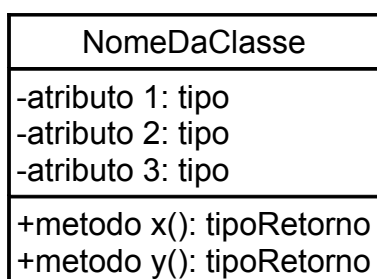 NomeDaClasse
-atributo 1: tipo
-atributo 2: tipo
-atributo 3: tipo
+metodo x(): tipoRetorno
+metodo y(): tipoRetorno